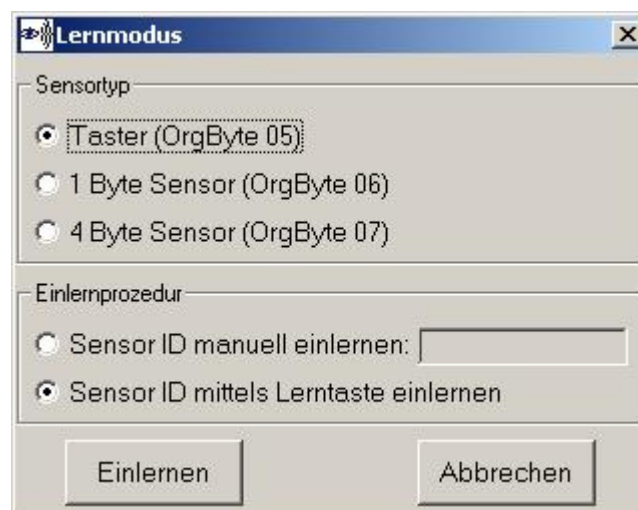 Lernmodus
Sensortyp
Taster (OrgByte 05)
1 Byte Sensor (OrgByte 06)
4 Byte Sensor (OrgByte 07)
Einlernprozedur
Sensor ID manuell einlernen:
Sensor ID mittels Lerntaste einlernen
Einlernen Abbrechen